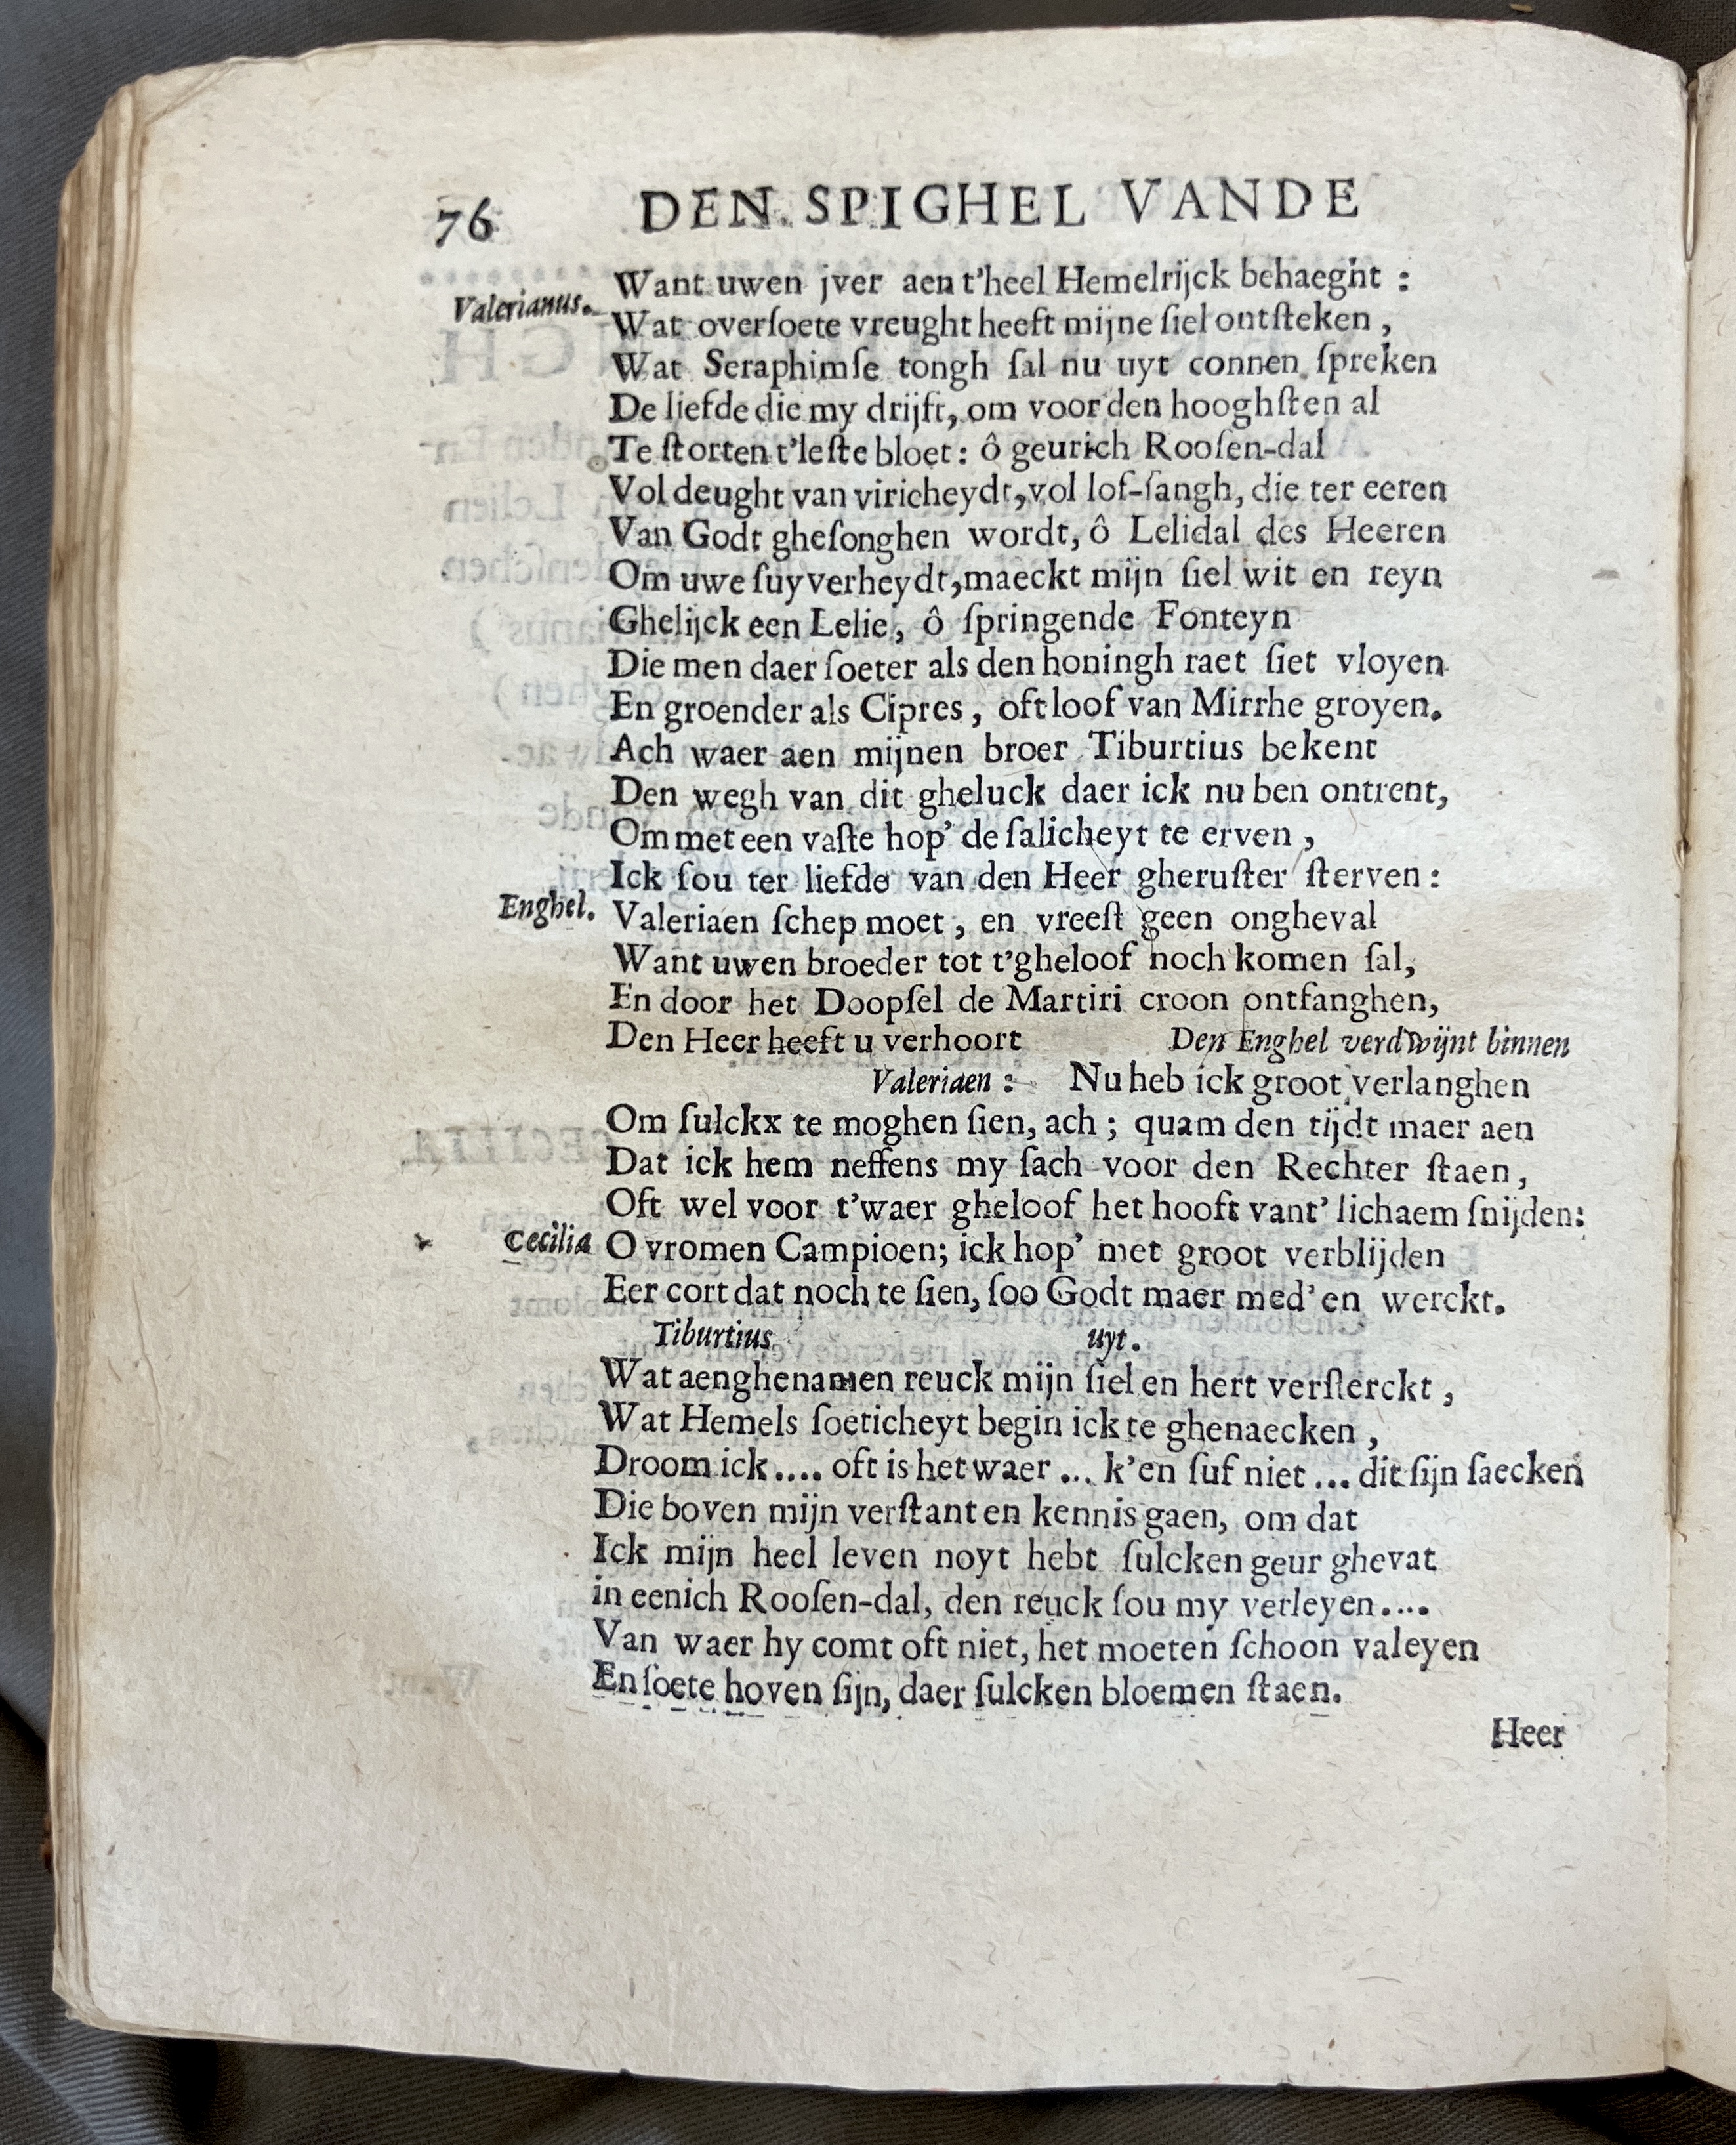 76 DEN SPIGHEL VANDE
Want uwen jver aen t'heel Hemelrijck behaeght :
Valerianus. Wat overſoete vreught heeft mijne ſiel ontſteken ,
Wat Seraphimſe tongh ſal nu uyt connen ſpreken
De liefde die my drijft, om voor den hooghſten al
Te ſtorten t'leſte bloet : ô geurich Rooſen-dal
Vol deught van viricheydt, vol lof-ſangh, die ter eeren
Van Godt gheſonghen wordt, ô Lelidal des Heeren
Om uwe ſuyverheydt, maeckt mijn ſiel wit en reyn
Ghelijck een Lelie, ô ſpringende Fonteyn
Die men daer ſoeter als den honingh raet ſiet vloyen
En groender als Cipres , oft loof van Mirrhe groyen.
Ach waer aen mijnen broer Tiburtius bekent
Den wegh van dit gheluck daer ick nu ben ontrent,
Om met een vaſte hop' de ſalicheyt te erven ,
Ick ſou ter liefde van den Heer gheruſter ſterven :
Enghel. Valeriaen ſchep moet , en vreeſt geen ongheval
Want uwen broeder tot t'gheloof noch komen ſal,
En door het Doopſel de Martiri croon ontfanghen,
Den Heer heeft u verhoort Den Enghel verdwijnt binnen
Valeriaen : Nu heb ick groot verlanghen
Om ſulckx te moghen ſien, ach ; quam den tijdt maer aen
Dat ick hem neffens my ſach voor den Rechter ſtaen ,
Oft wel voor t'waer gheloof het hooft vant' lichaem ſnijden:
Cecilia O vromen Campioen; ick hop' met groot verblijden
Eer cort dat noch te ſien, ſoo Godt maer med' en werckt.
Tiburtius uyt.
Wat aenghenamen reuck mijn ſiel en hert verſterckt ,
Wat Hemels ſoeticheyt begin ick te ghenaecken ,
Droom ick .... oft is het waer ... k'en ſuf niet ... dit ſijn ſaecken
Die boven mijn verſtant en kennis gaen, om dat
Ick mijn heel leven noyt hebt ſulcken geur ghevat
in eenich Rooſen-dal, den reuck ſou my verleyen ....
Van waer hy comt oft niet, het moeten ſchoon valeyen
En ſoete hoven ſijn, daer ſulcken bloemen ſtaen.
Heer